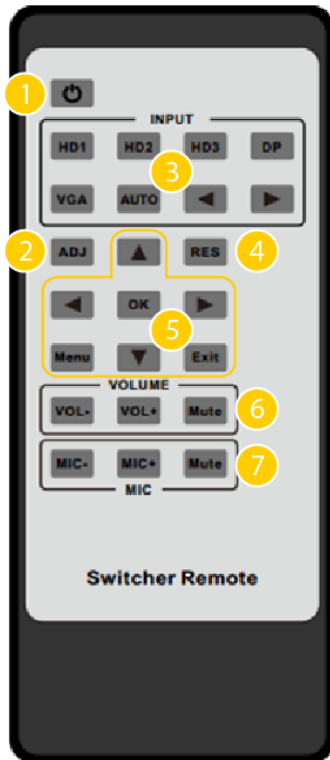 1
INPUT
HD1 HD2 HD3 DP
3
VGA AUTO
2 ADJ RES 4
OK
5
Menu Exit
VOLUME
VOL- VOL+ Mute 6
MIC- MIC+ Mute 7
MIC
Switcher Remote